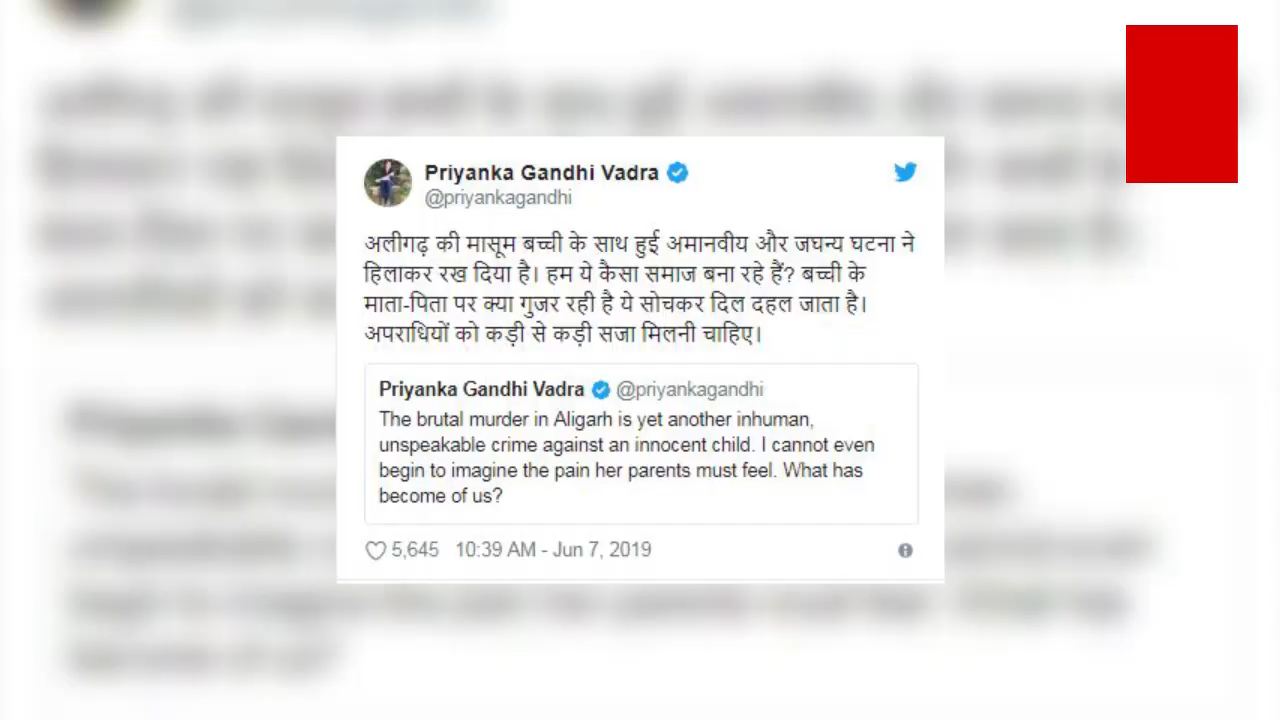 Priyanka Gandhi Vadra
@priyankagandhi
अलीगढ़ की मासूम बच्ची के साथ हुई अमानवीय और जघन्य घटना ने
हिलाकर रख दिया है। हम ये कैसा समाज बना रहे हैं? बच्ची के
माता-पिता पर क्या गुजर रही है ये सोचकर दिल दहल जाता है।
अपराधियों को कड़ी से कड़ी सजा मिलनी चाहिए।
Priyanka Gandhi Vadra @priyankagandhi
The brutal murder in Aligarh is yet another inhuman,
unspeakable crime against an innocent child. I cannot even
begin to imagine the pain her parents must feel. What has
become of us?
5,645 10:39 AM - Jun 7, 2019